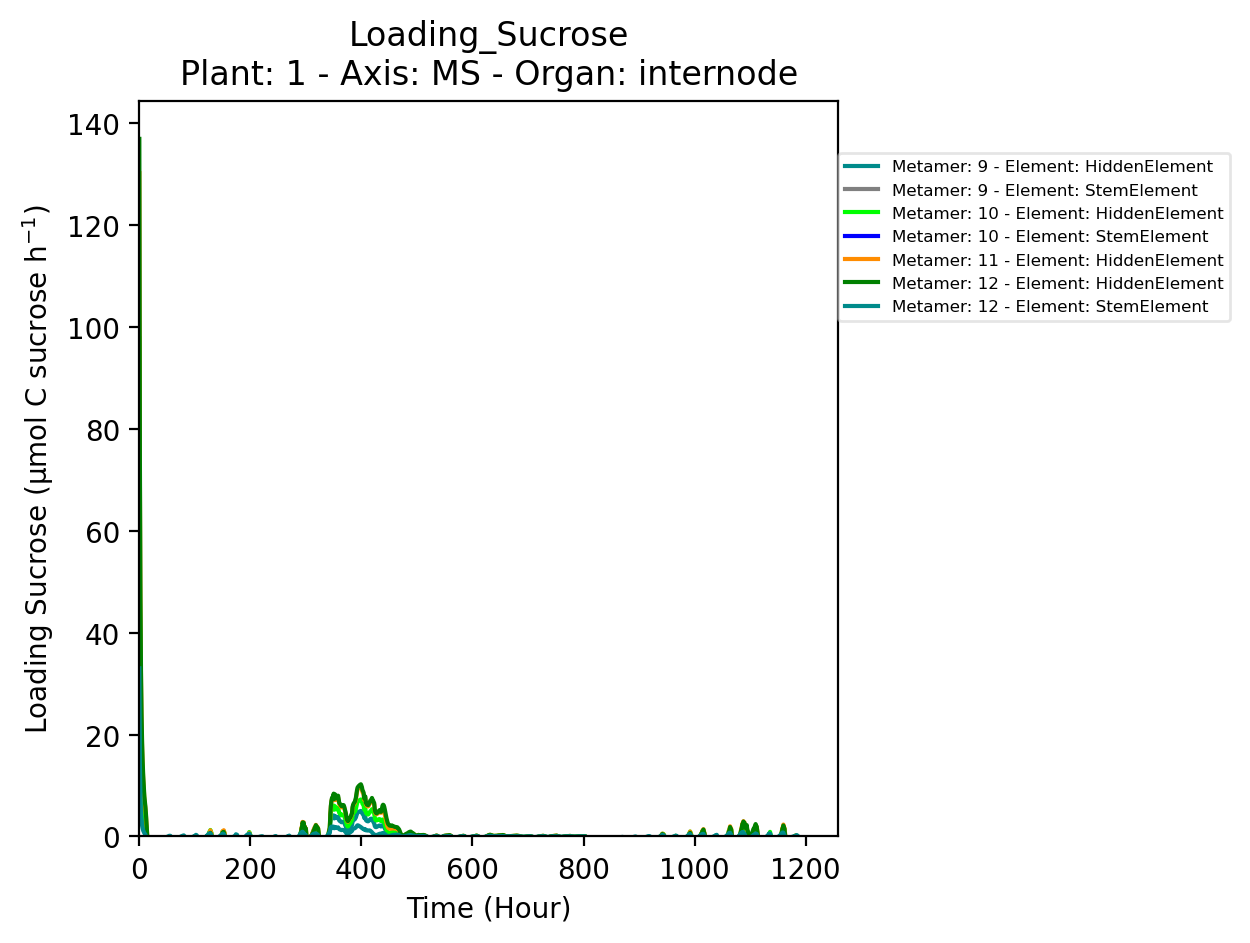 Loading_Sucrose
Plant: 1 - Axis: MS - Organ: internode
140
120
100
80
60
40
20
0
Loading Sucrose (µmol C sucrose h⁻¹)
0 200 400 600 800 1000 1200
Time (Hour)
Metamer: 9 - Element: HiddenElement
Metamer: 9 - Element: StemElement
Metamer: 10 - Element: HiddenElement
Metamer: 10 - Element: StemElement
Metamer: 11 - Element: HiddenElement
Metamer: 12 - Element: HiddenElement
Metamer: 12 - Element: StemElement